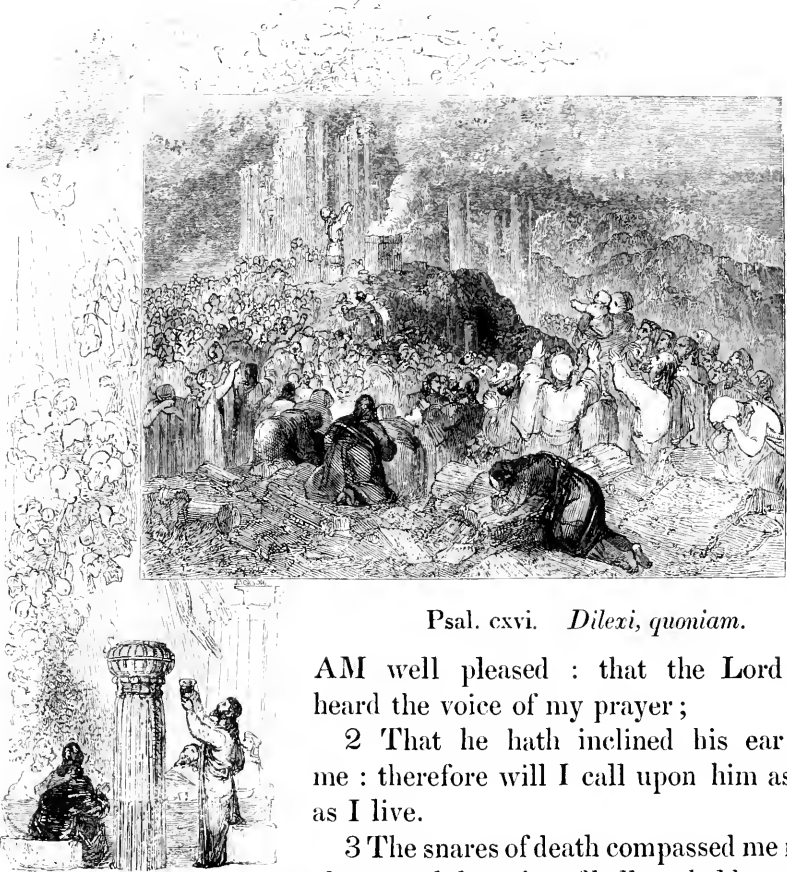 Psal. cxvi. Dilexi, quoniam.
AM well pleased : that the Lord
heard the voice of my prayer ;
2 That he hath inclined his ear
me : therefore will I call upon him as
as I live.
3 The snares of death compassed me